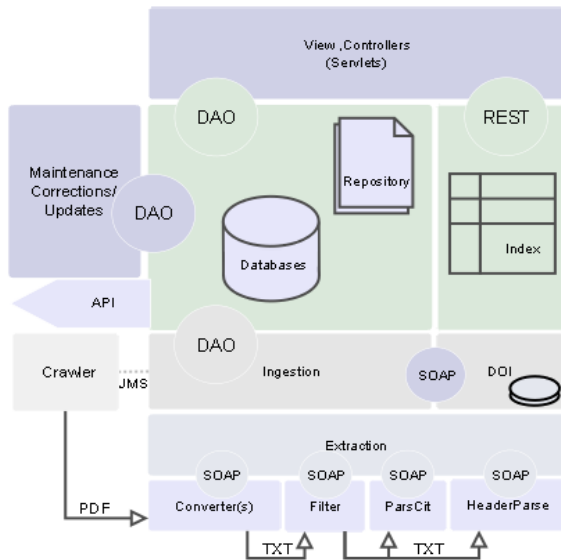 View ,Controllers
(Servlets)
DAO
REST
Maintenance
Corrections/
Updates
DAO
Repository
Databases
Index
API
DAO
Crawler
JMS
Ingestion
SOAP
DOI
Extraction
SOAP
SOAP
SOAP
SOAP
PDF
Converter(s)
Filter
ParsCit
HeaderParse
TXT
TXT